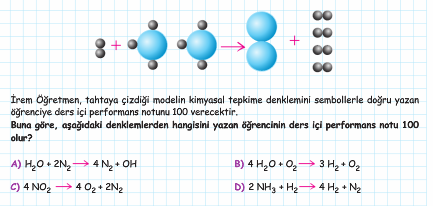 +
+
İrem Öğretmen, tahtaya çizdiği modelin kimyasal tepkime denklemini sembollerle doğru yazan
öğrenciye ders içi performans notunu 100 verecektir.
Buna göre, aşağıdaki denklemlerden hangisini yazan öğrencinin ders içi performans notu 100
olur?
A) H₂O + 2N₂ ⟶ 4 N₂ + OH
B) 4 H₂O + O₂ ⟶ 3 H₂ + O₂
C) 4 NO₂ ⟶ 4 O₂ + 2N₂
D) 2 NH₃ + H₂ ⟶ 4 H₂ + N₂